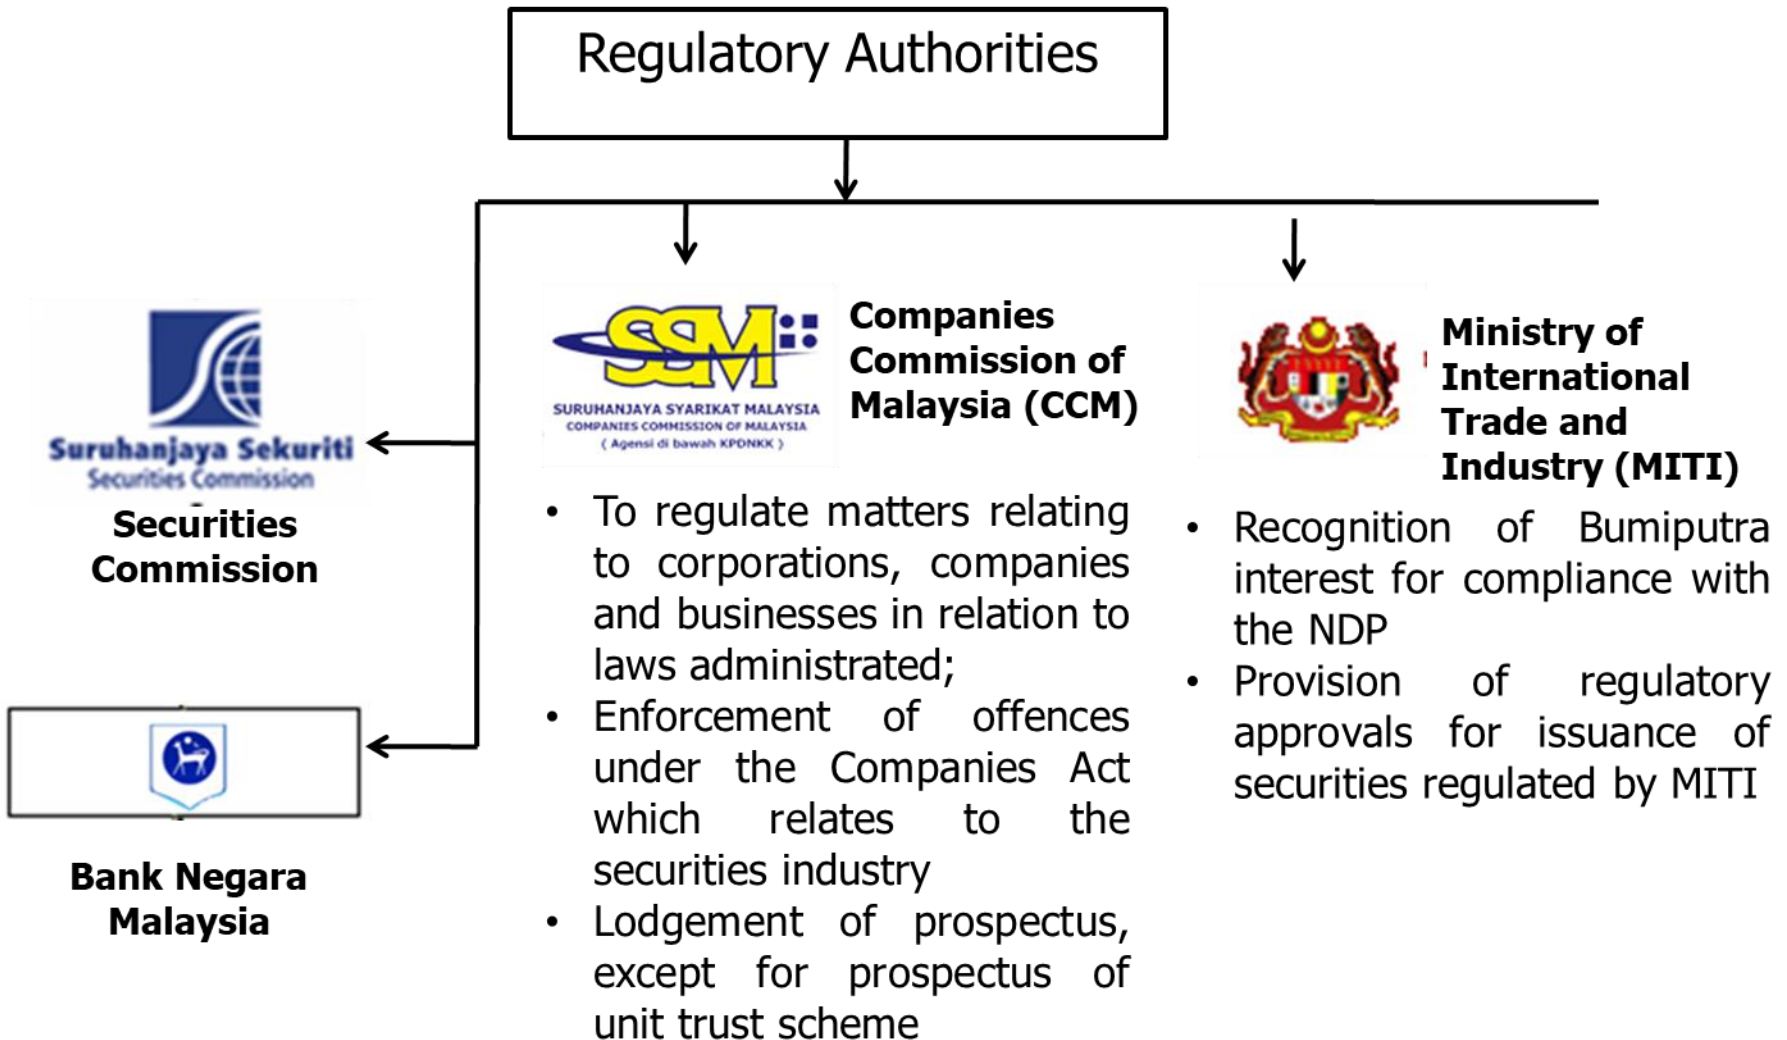 Regulatory Authorities
Suruhanjaya Sekuriti
Securities Commission
Securities
Commission
Bank Negara
Malaysia
SSM
SURUHANJAYA SYARIKAT MALAYSIA
COMPANIES COMMISSION OF MALAYSIA
( Agensi di bawah KPDNKK )
Companies
Commission of
Malaysia (CCM)
• To regulate matters relating
to corporations, companies
and businesses in relation to
laws administrated;
• Enforcement of offences
under the Companies Act
which relates to the
securities industry
• Lodgement of prospectus,
except for prospectus of
unit trust scheme
Ministry of
International
Trade and
Industry (MITI)
• Recognition of Bumiputra
interest for compliance with
the NDP
• Provision of regulatory
approvals for issuance of
securities regulated by MITI